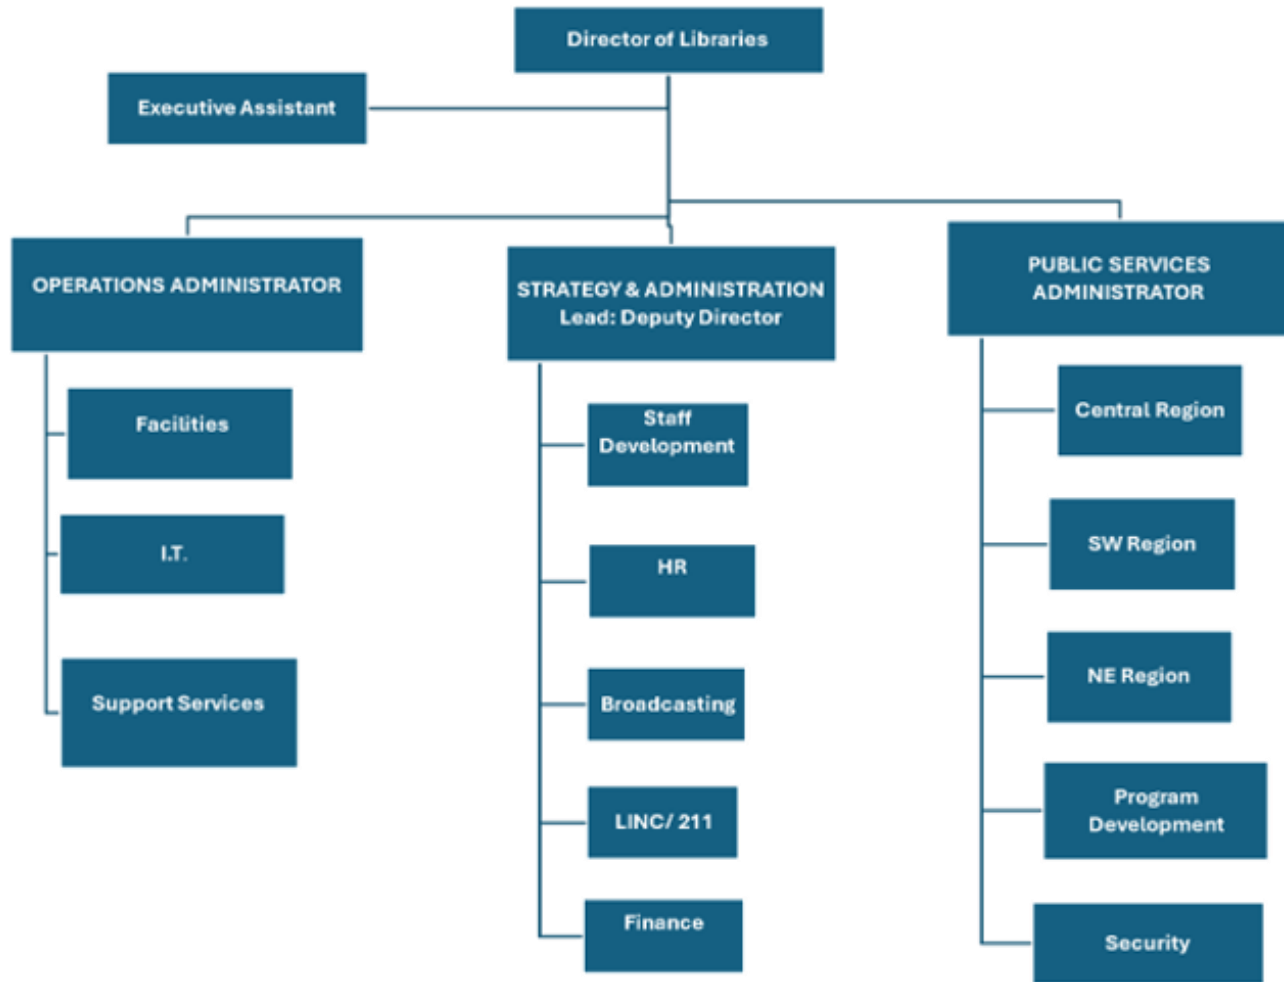 Director of Libraries
Executive Assistant
OPERATIONS ADMINISTRATOR
STRATEGY & ADMINISTRATION
Lead: Deputy Director
PUBLIC SERVICES
ADMINISTRATOR
Facilities
I.T.
Support Services
Staff
Development
HR
Broadcasting
LINC/ 211
Finance
Central Region
SW Region
NE Region
Program
Development
Security